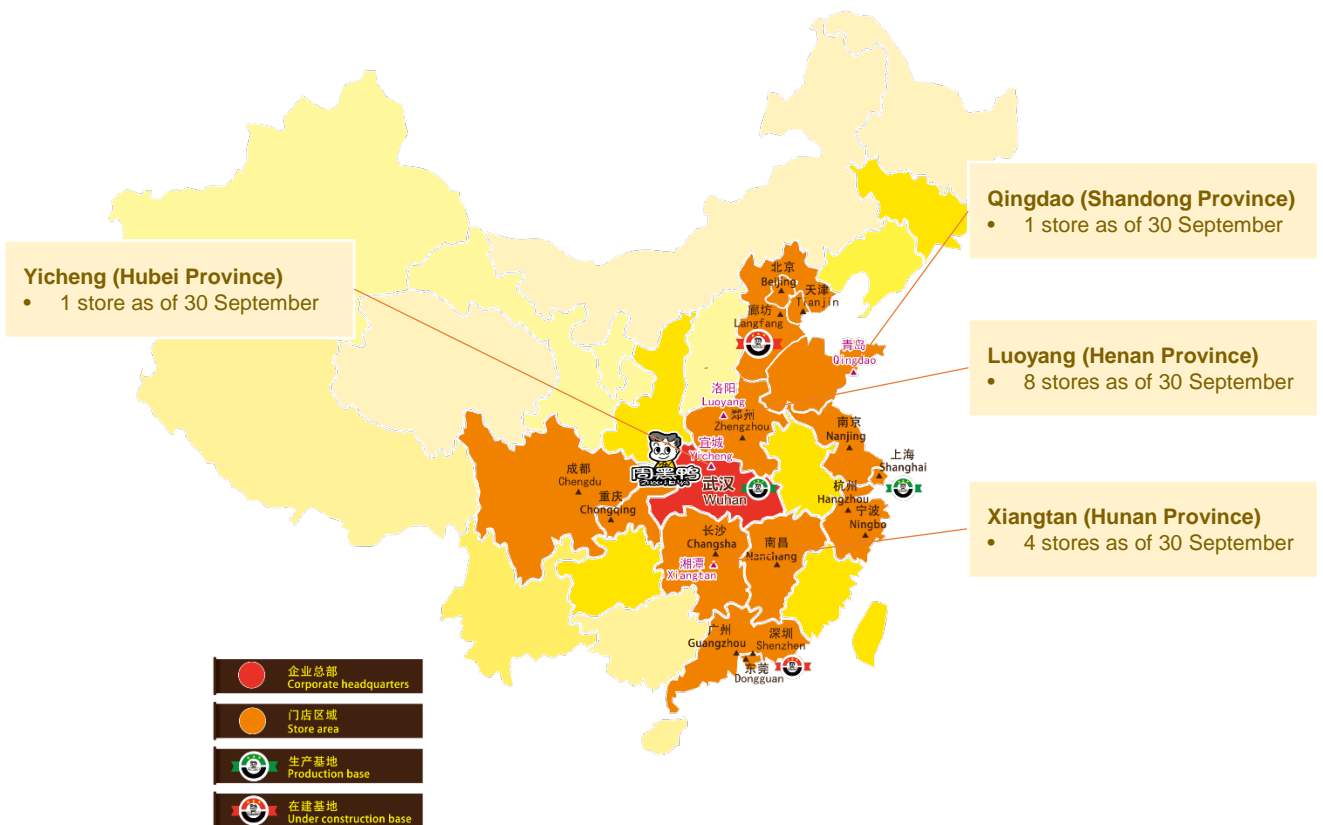 Qingdao (Shandong Province)
• 1 store as of 30 September
Yicheng (Hubei Province)
• 1 store as of 30 September
Luoyang (Henan Province)
• 8 stores as of 30 September
Xiangtan (Hunan Province)
• 4 stores as of 30 September
北京
Beijing
天津
Tianjin
廊坊
Langfang
青岛
Qingdao
洛阳
Luoyang
郑州
Zhengzhou
南京
Nanjing
宜城
Yicheng
上海
Shanghai
周黑鸭
成都
Chengdu
武汉
Wuhan
杭州
Hangzhou
重庆
Chongqing
宁波
Ningbo
长沙
Changsha
南昌
Nanchang
湘潭
Xiangtan
广州
Guangzhou
深圳
Shenzhen
东莞
Dongguan
企业总部
Corporate headquarters
门店区域
Store area
生产基地
Production base
在建基地
Under construction base